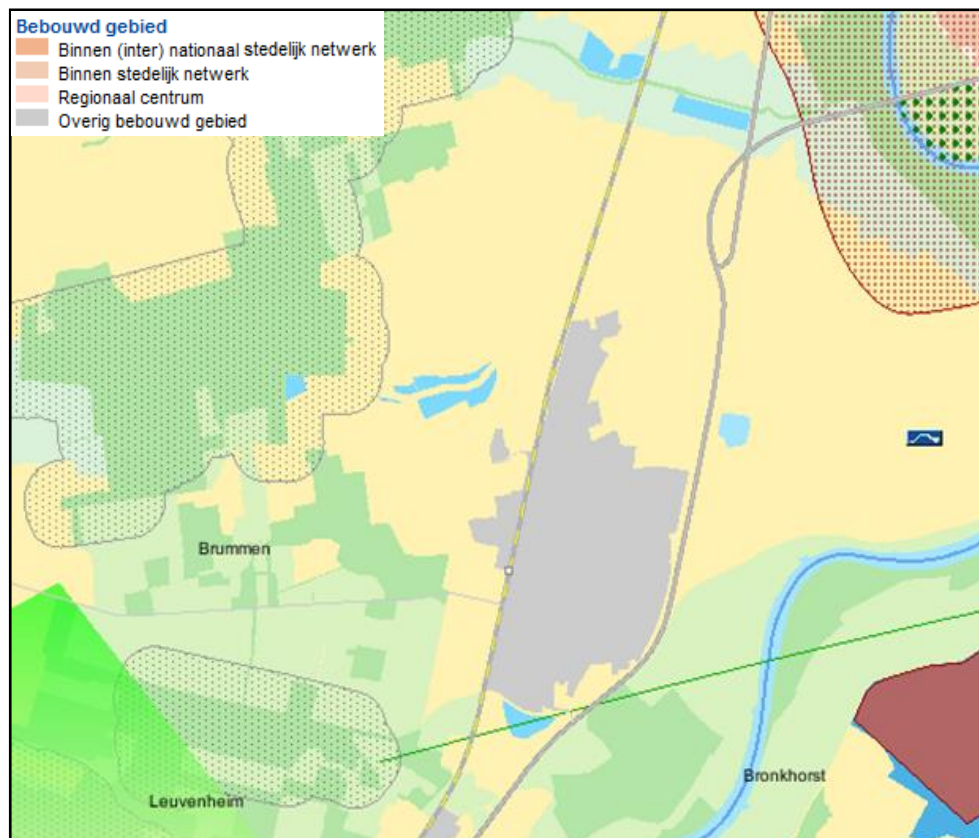 Bebouwd gebied
Binnen (inter) nationaal stedelijk netwerk
Binnen stedelijk netwerk
Regionaal centrum
Overig bebouwd gebied
Brummen
Bronkhorst
Leuvenheim